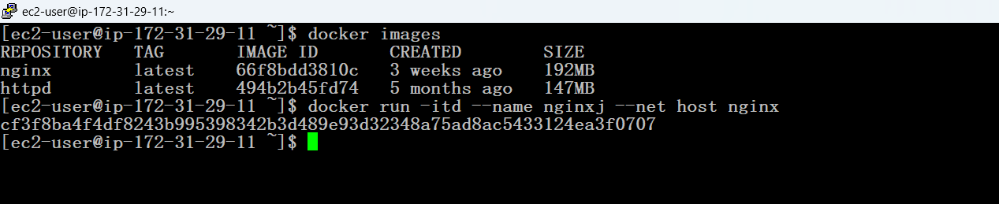 ec2-user@ip-172-31-29-11:~
[ec2-user@ip-172-31-29-11 ~]$ docker images
REPOSITORY   TAG       IMAGE ID       CREATED        SIZE
nginx        latest    66f8bdd3810c   3 weeks ago    192MB
httpd        latest    494b2b45fd74   5 months ago   147MB
[ec2-user@ip-172-31-29-11 ~]$ docker run -itd --name nginxj --net host nginx
cf3f8ba4f4df8243b995398342b3d489e93d32348a75ad8ac5433124ea3f0707
[ec2-user@ip-172-31-29-11 ~]$